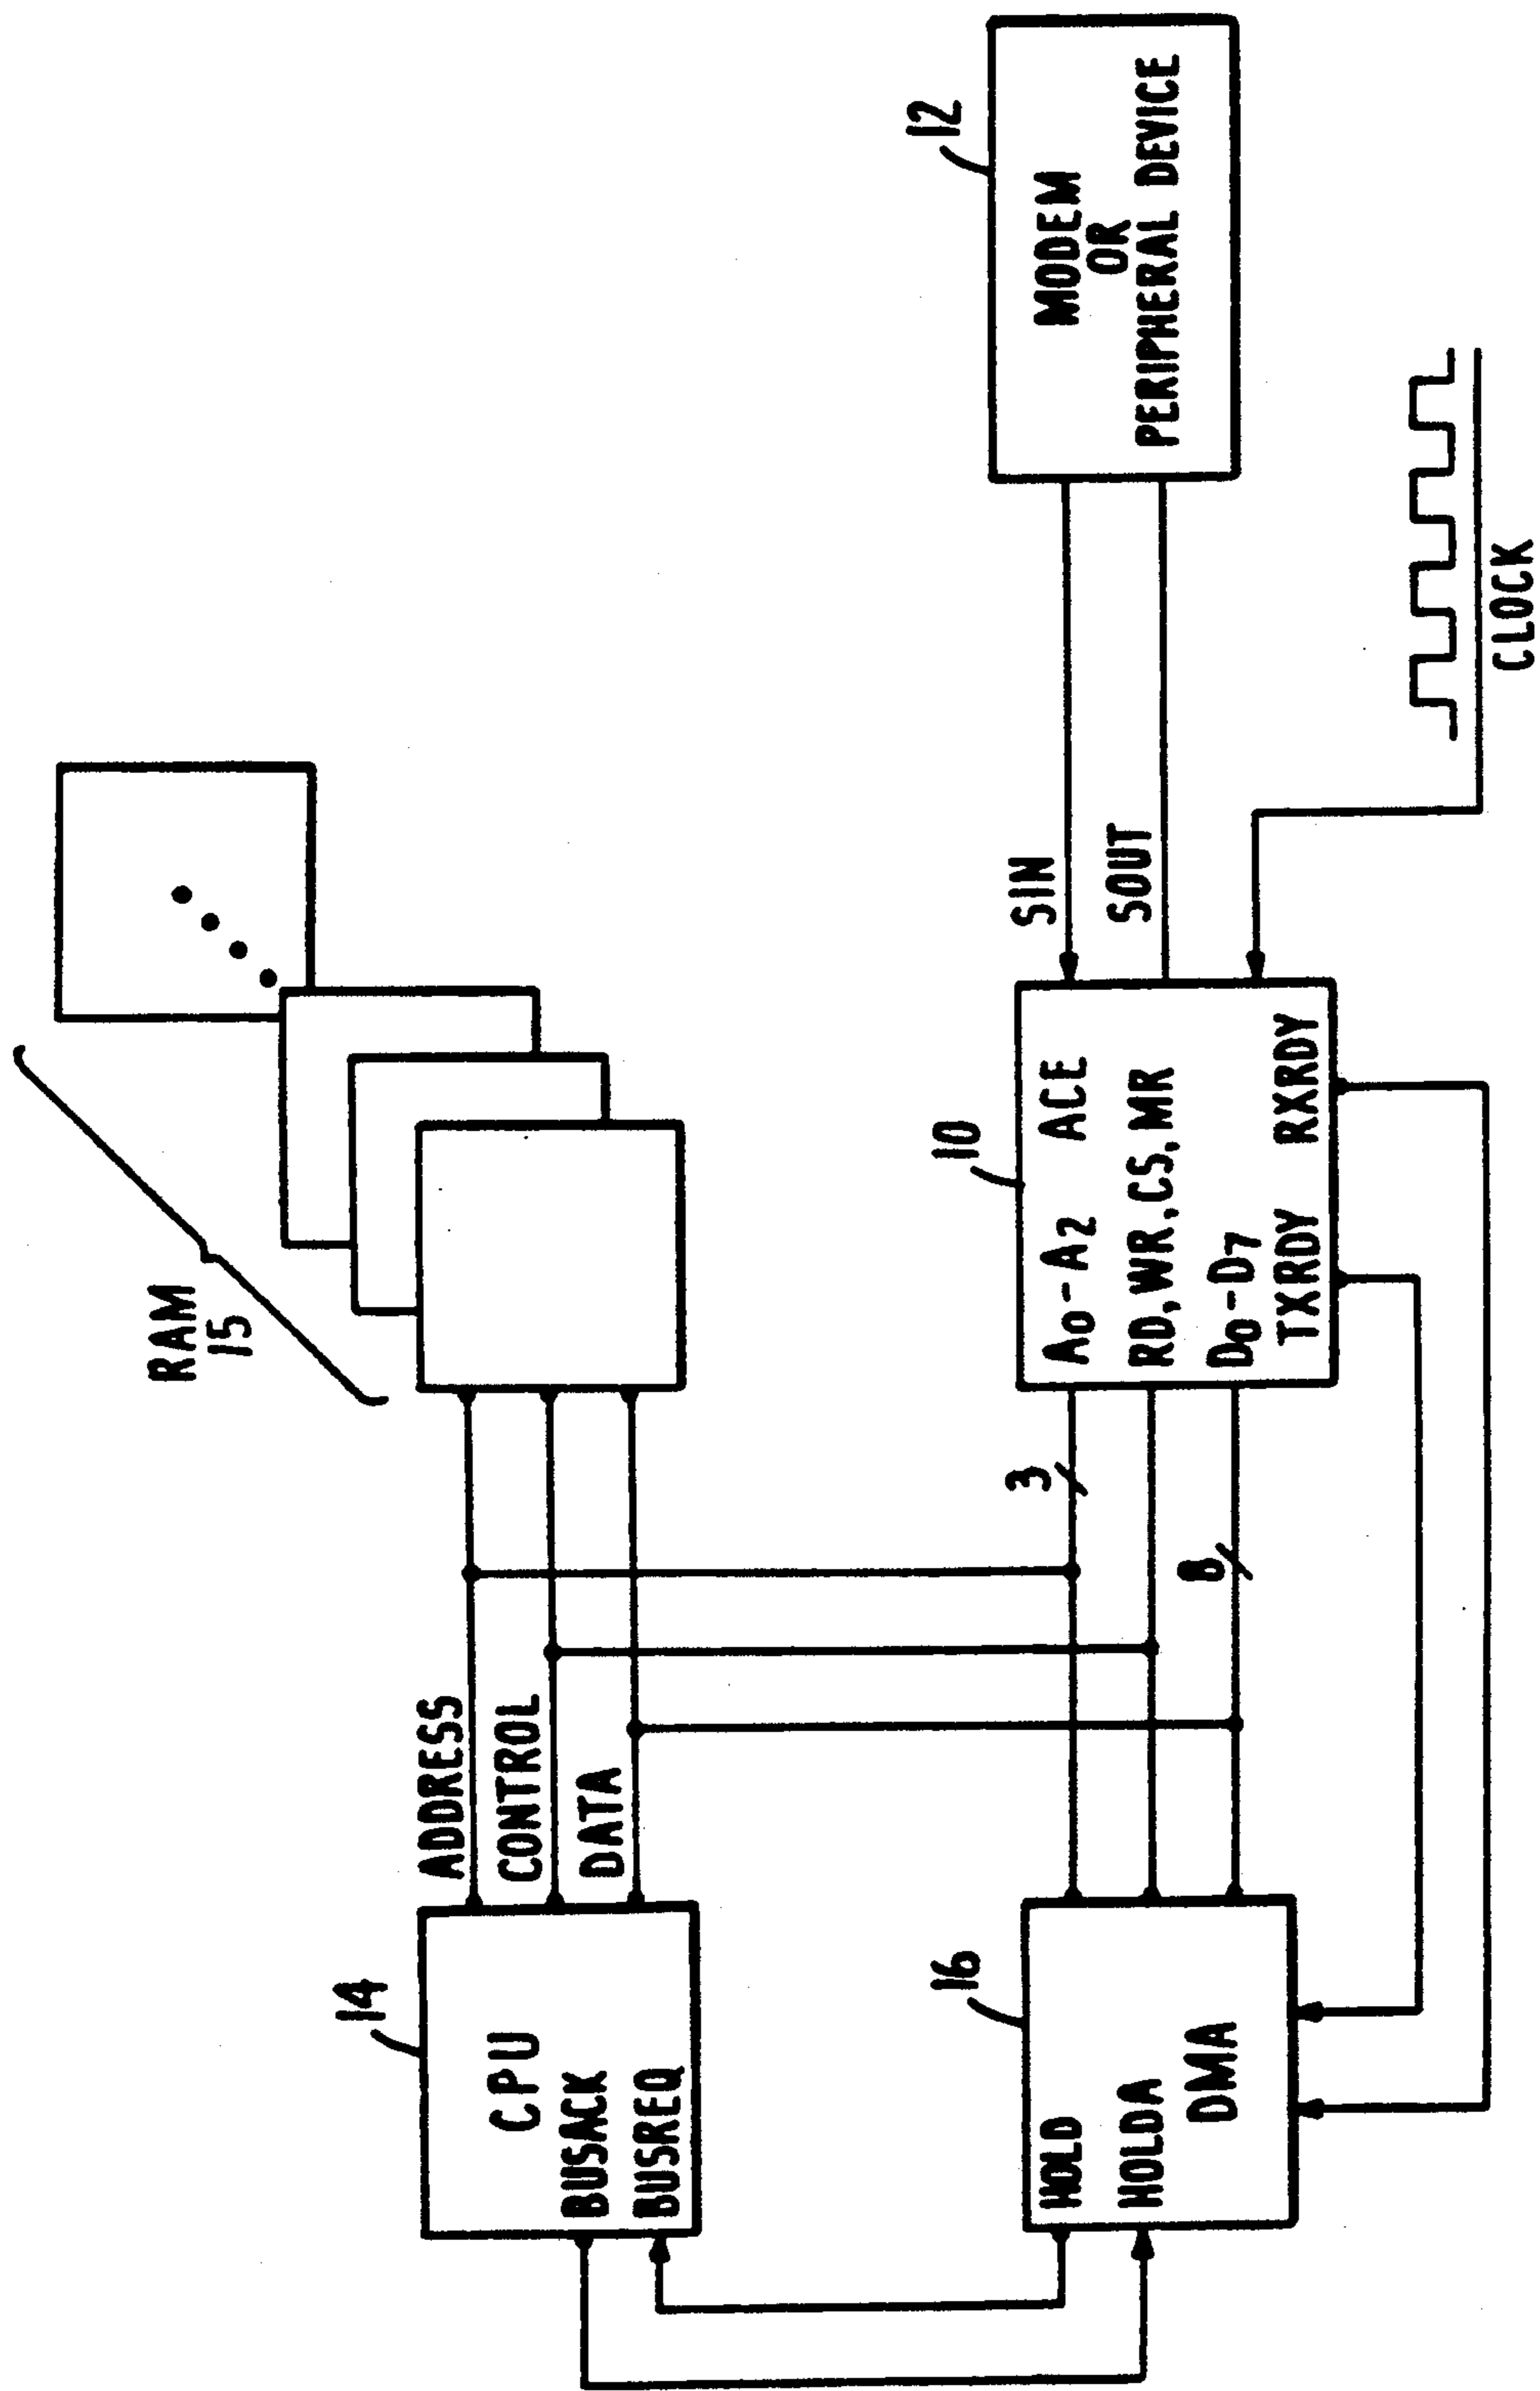 RAM
15
14
CPU
BUSACK
BUSREQ
ADDRESS
CONTROL
DATA
16
HOLD
HOLDA
DMA
3
8
10
A0-A2 ACE
RD,WR,CS,MR
D0-D7
TXRDY RXRDY
SIN
SOUT
12
MODEM
OR
PERIPHERAL DEVICE
CLOCK